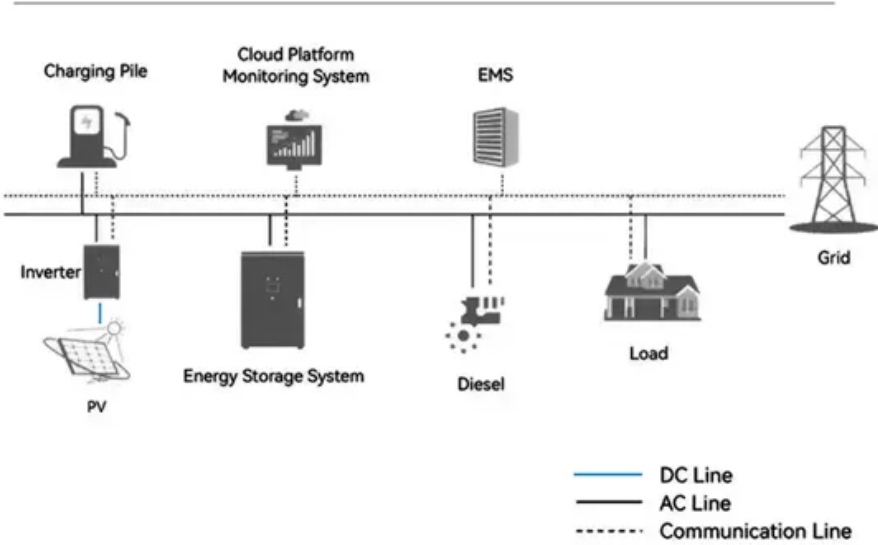 Charging Pile
Cloud Platform
Monitoring System
EMS
Grid
Inverter
Energy Storage System
Load
Diesel
PV
DC Line
AC Line
Communication Line